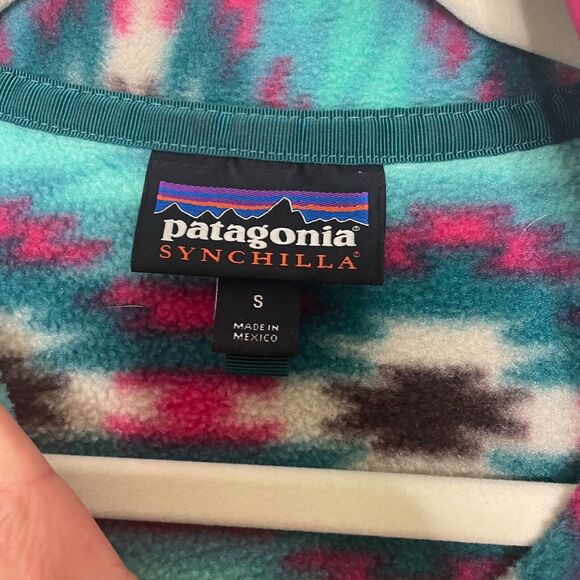 patagonia®
SYNCHILLA®
S
MADE IN
MEXICO